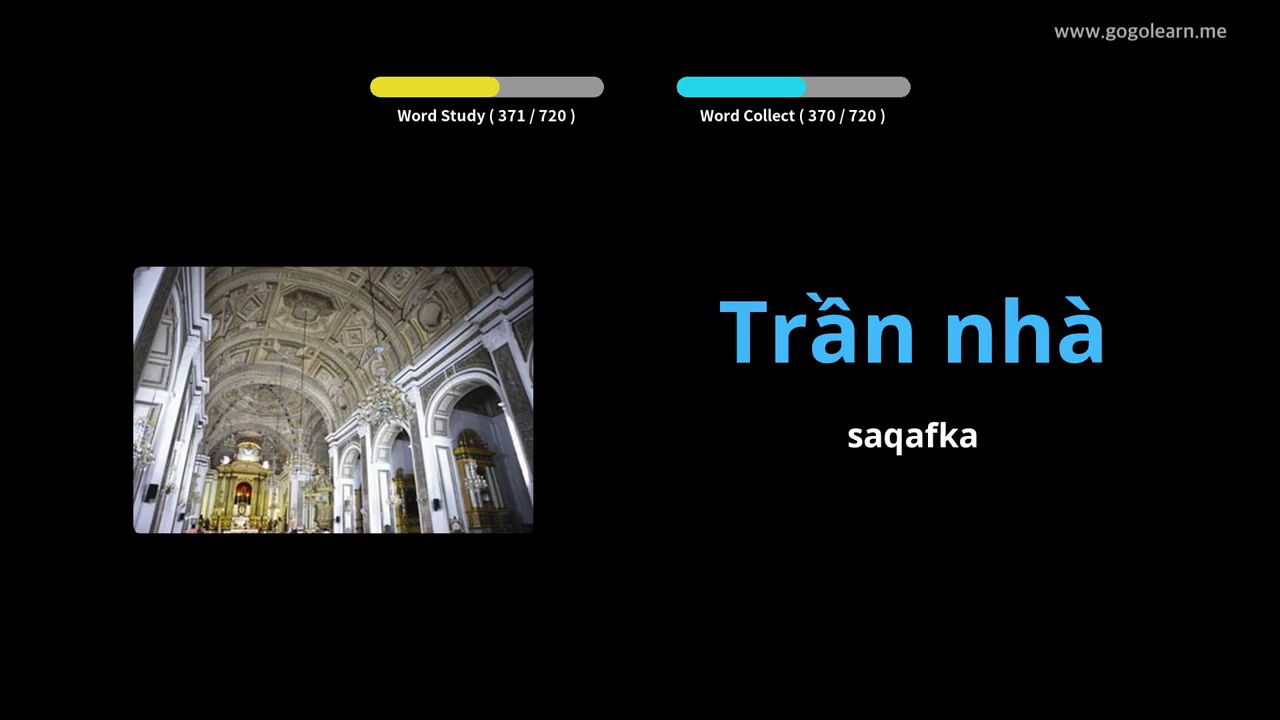 www.gogolearn.me
Word Study ( 371 / 720 )
Word Collect ( 370 / 720 )
Trần nhà
saqafka